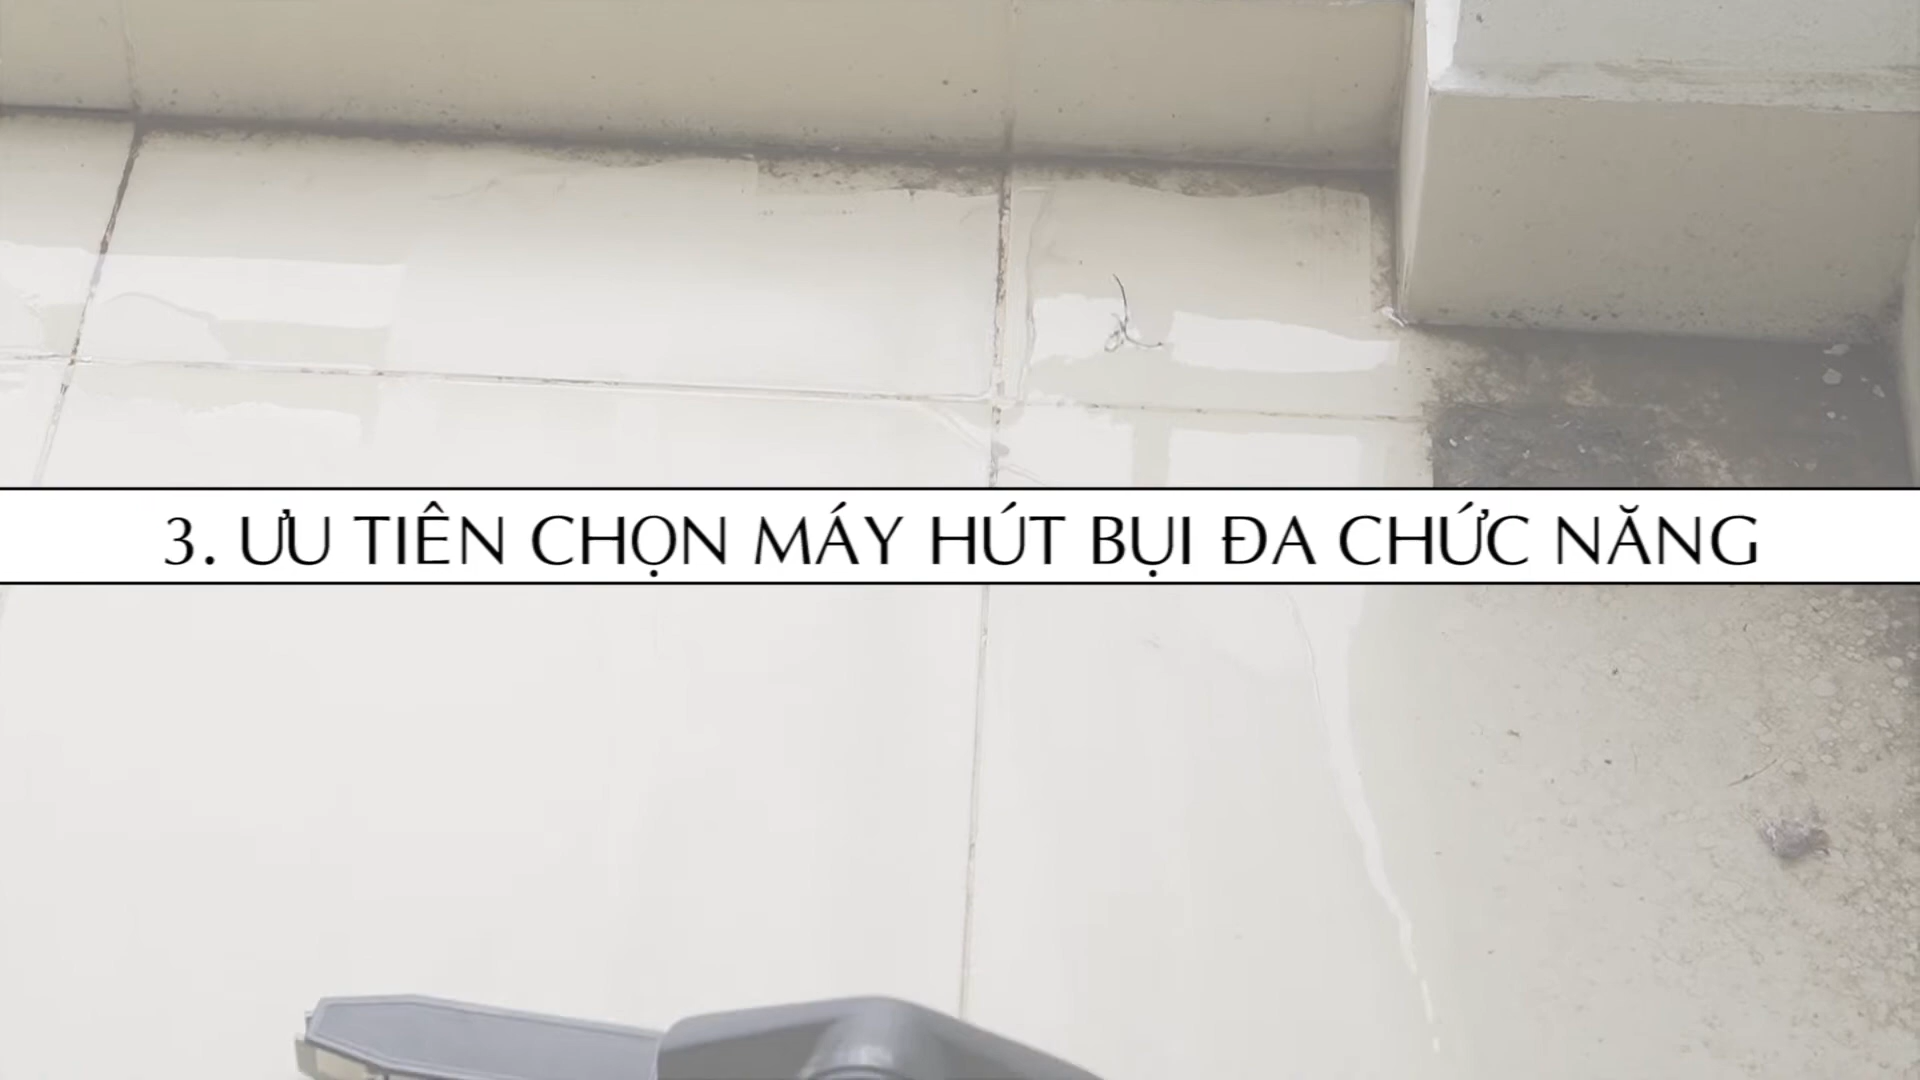 3. ƯU TIÊN CHỌN MÁY HÚT BỤI ĐA CHỨC NĂNG